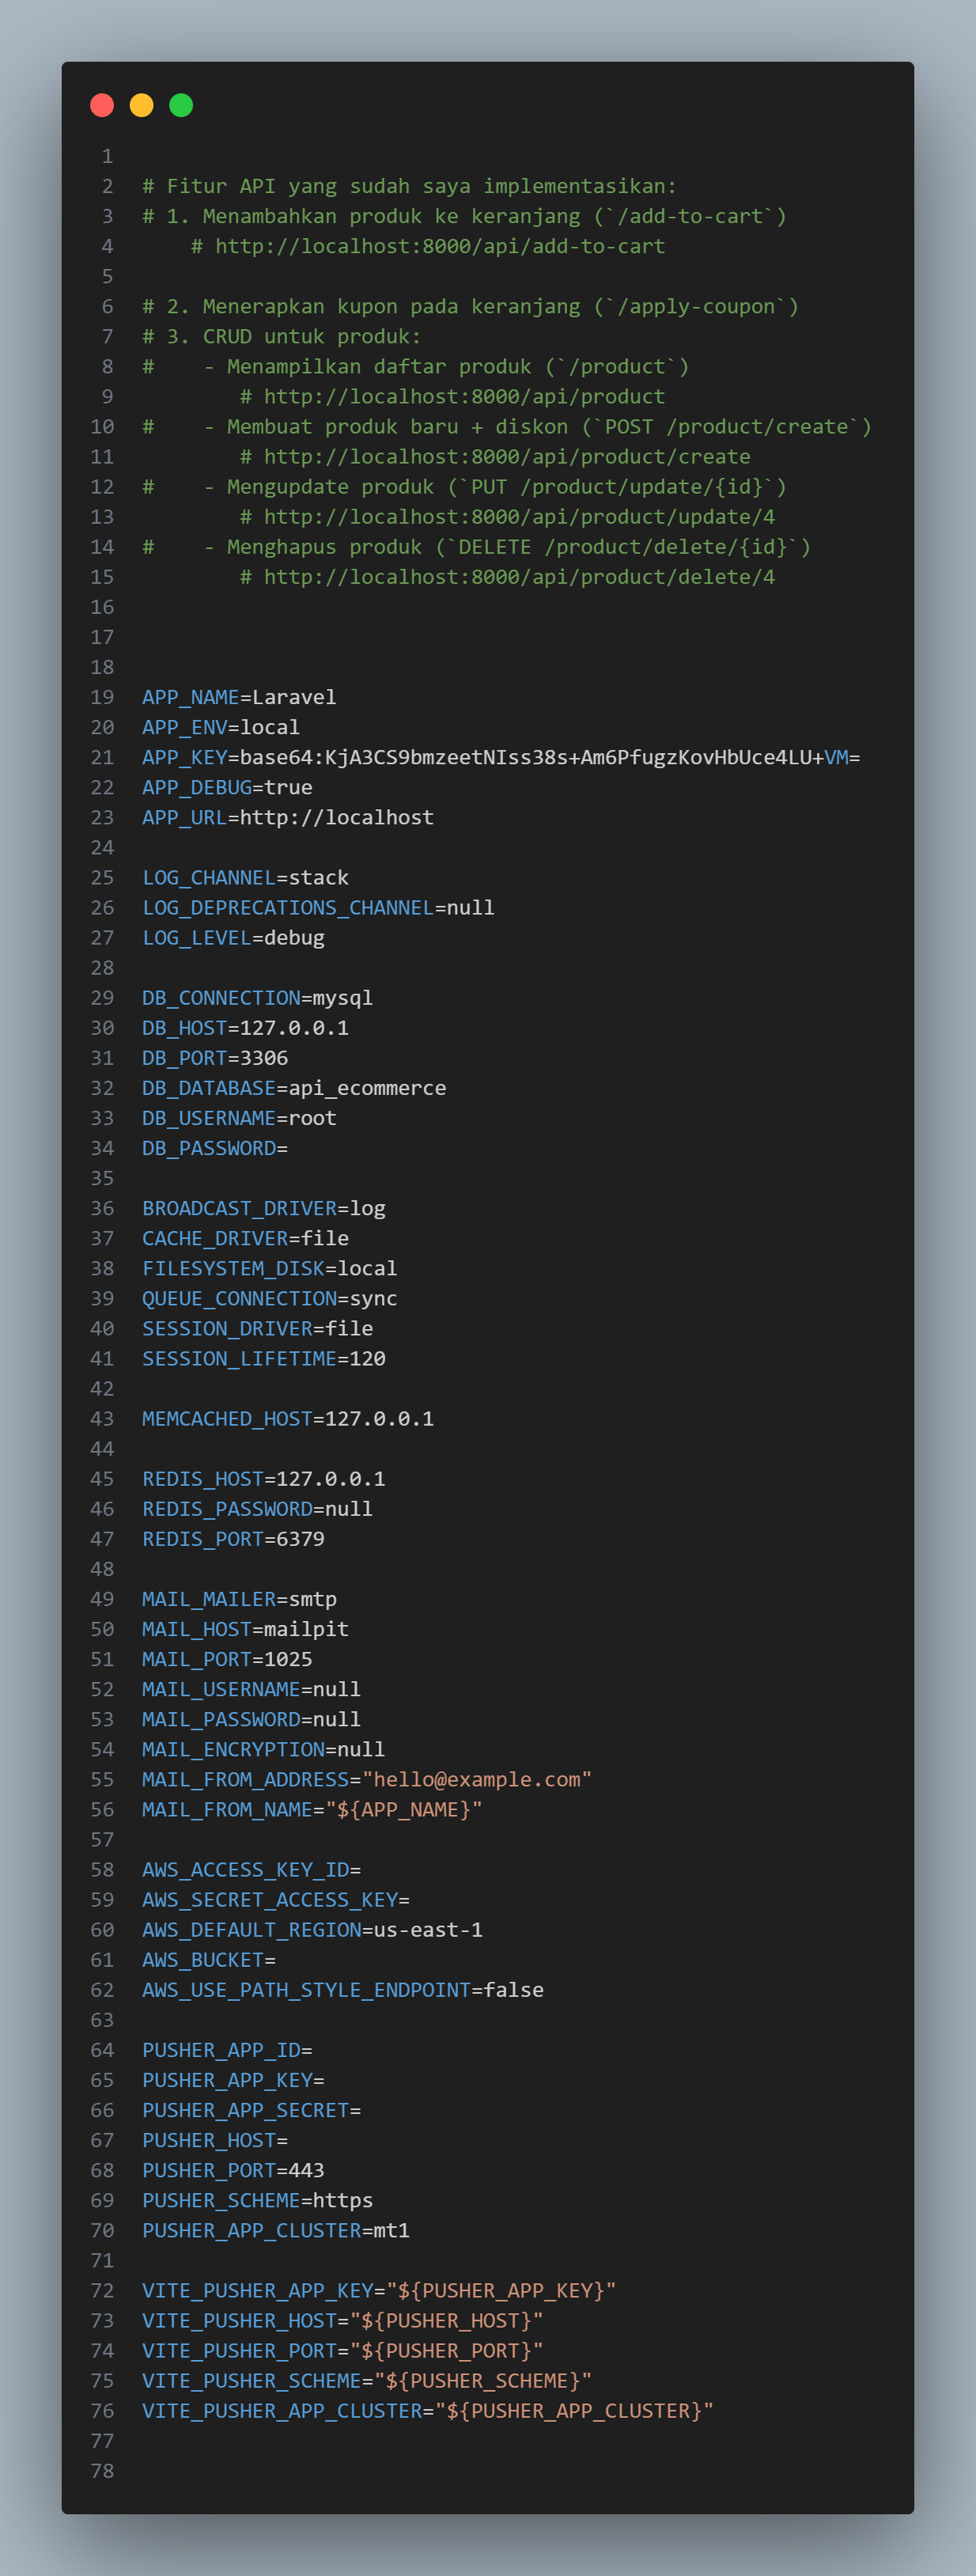 1
2 # Fitur API yang sudah saya implementasikan:
3 # 1. Menambahkan produk ke keranjang (`/add-to-cart`)
4     # http://localhost:8000/api/add-to-cart
5
6 # 2. Menerapkan kupon pada keranjang (`/apply-coupon`)
7 # 3. CRUD untuk produk:
8 #    - Menampilkan daftar produk (`/product`)
9         # http://localhost:8000/api/product
10 #    - Membuat produk baru + diskon (`POST /product/create`)
11         # http://localhost:8000/api/product/create
12 #    - Mengupdate produk (`PUT /product/update/{id}`)
13         # http://localhost:8000/api/product/update/4
14 #    - Menghapus produk (`DELETE /product/delete/{id}`)
15         # http://localhost:8000/api/product/delete/4
16
17
18
19 APP_NAME=Laravel
20 APP_ENV=local
21 APP_KEY=base64:KjA3CS9bmzeetNIss38s+Am6PfugzKovHbUce4LU+VM=
22 APP_DEBUG=true
23 APP_URL=http://localhost
24
25 LOG_CHANNEL=stack
26 LOG_DEPRECATIONS_CHANNEL=null
27 LOG_LEVEL=debug
28
29 DB_CONNECTION=mysql
30 DB_HOST=127.0.0.1
31 DB_PORT=3306
32 DB_DATABASE=api_ecommerce
33 DB_USERNAME=root
34 DB_PASSWORD=
35
36 BROADCAST_DRIVER=log
37 CACHE_DRIVER=file
38 FILESYSTEM_DISK=local
39 QUEUE_CONNECTION=sync
40 SESSION_DRIVER=file
41 SESSION_LIFETIME=120
42
43 MEMCACHED_HOST=127.0.0.1
44
45 REDIS_HOST=127.0.0.1
46 REDIS_PASSWORD=null
47 REDIS_PORT=6379
48
49 MAIL_MAILER=smtp
50 MAIL_HOST=mailpit
51 MAIL_PORT=1025
52 MAIL_USERNAME=null
53 MAIL_PASSWORD=null
54 MAIL_ENCRYPTION=null
55 MAIL_FROM_ADDRESS="hello@example.com"
56 MAIL_FROM_NAME="${APP_NAME}"
57
58 AWS_ACCESS_KEY_ID=
59 AWS_SECRET_ACCESS_KEY=
60 AWS_DEFAULT_REGION=us-east-1
61 AWS_BUCKET=
62 AWS_USE_PATH_STYLE_ENDPOINT=false
63
64 PUSHER_APP_ID=
65 PUSHER_APP_KEY=
66 PUSHER_APP_SECRET=
67 PUSHER_HOST=
68 PUSHER_PORT=443
69 PUSHER_SCHEME=https
70 PUSHER_APP_CLUSTER=mt1
71
72 VITE_PUSHER_APP_KEY="${PUSHER_APP_KEY}"
73 VITE_PUSHER_HOST="${PUSHER_HOST}"
74 VITE_PUSHER_PORT="${PUSHER_PORT}"
75 VITE_PUSHER_SCHEME="${PUSHER_SCHEME}"
76 VITE_PUSHER_APP_CLUSTER="${PUSHER_APP_CLUSTER}"
77
78